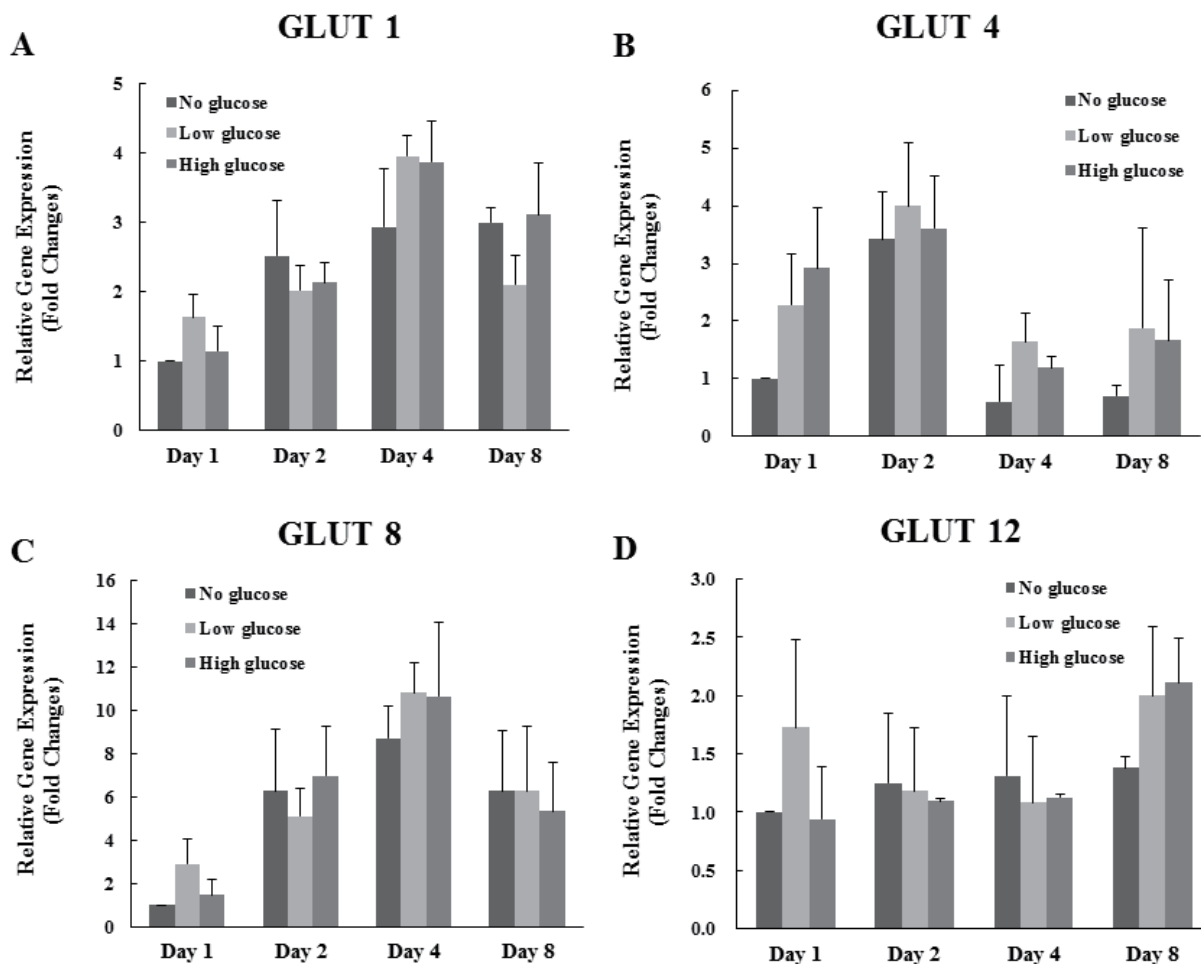 A
GLUT 1
Relative Gene Expression
(Fold Changes)
5
4
3
2
1
0
No glucose
Low glucose
High glucose
Day 1
Day 2
Day 4
Day 8
B
GLUT 4
Relative Gene Expression
(Fold Changes)
6
5
4
3
2
1
0
No glucose
Low glucose
High glucose
Day 1
Day 2
Day 4
Day 8
C
GLUT 8
Relative Gene Expression
(Fold Changes)
16
14
12
10
8
6
4
2
0
No glucose
Low glucose
High glucose
Day 1
Day 2
Day 4
Day 8
D
GLUT 12
Relative Gene Expression
(Fold Changes)
3.0
2.5
2.0
1.5
1.0
0.5
0.0
No glucose
Low glucose
High glucose
Day 1
Day 2
Day 4
Day 8